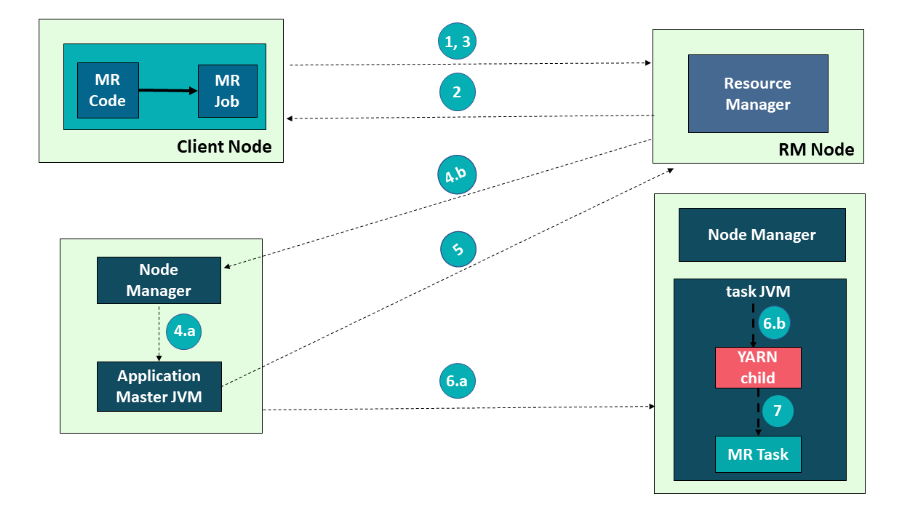 1, 3
MR
Code
MR
Job
Client Node
2
Resource
Manager
RM Node
4.b
Node Manager
5
Node
Manager
4.a
Application
Master JVM
6.a
task JVM
6.b
YARN
child
7
MR Task